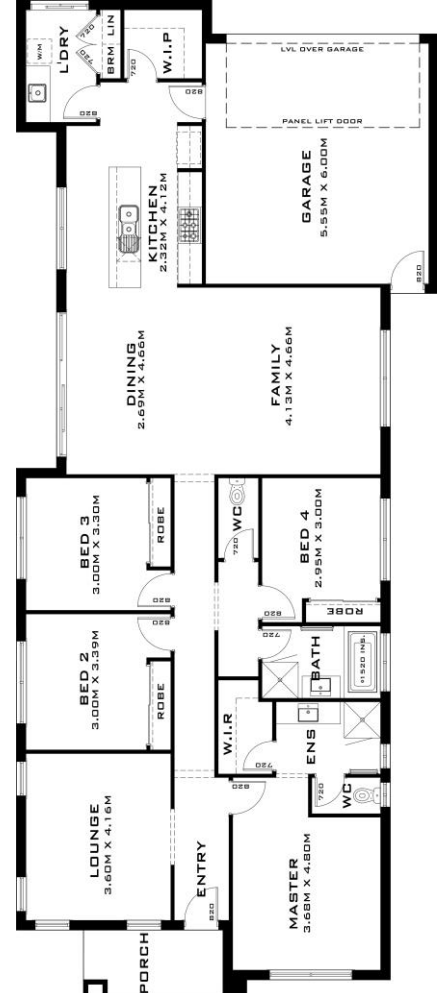 720
LIN
W.I.P
LVL OVER GARAGE
W/M
L'DRY
720
BRM
720
820
820
PANEL LIFT DOOR
GARAGE
5.55M X 6.00M
KITCHEN
2.32M X 4.12M
820
DINING
2.69M X 4.66M
FAMILY
4.13M X 4.66M
BED 3
3.00M X 3.30M
ROBE
WC
720
BED 4
2.95M X 3.00M
820
820
ROBE
820
720
BATH
1520 INS.
BED 2
3.00M X 3.39M
ROBE
W.I.R
720
ENS
720
WC
820
LOUNGE
3.60M X 4.16M
ENTRY
820
MASTER
3.68M X 4.80M
PORCH